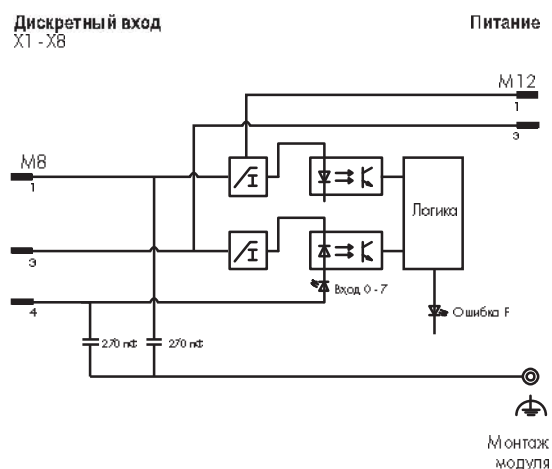 Дискретный вход
X1 - X8
Питание
M12
1
3
M8
1
3
4
I
I
Логика
Вход 0 - 7
Ошибка F
270 пФ
270 пФ
Монтаж
модуля